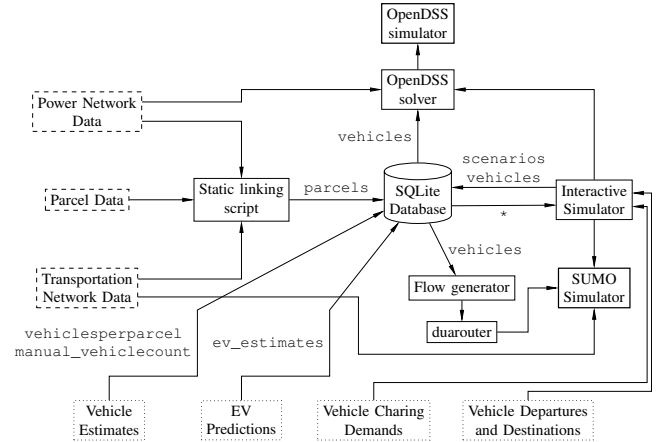 OpenDSS
simulator
Power Network
Data
OpenDSS
solver
vehicles
scenarios
vehicles
Parcel Data
Static linking
script
parcels
SQLite
Database
*
Interactive
Simulator
vehicles
Transportation
Network Data
Flow generator
SUMO
Simulator
duarouter
vehiclesperparcel
manual_vehiclecount
ev_estimates
Vehicle
Estimates
EV
Predictions
Vehicle Charing
Demands
Vehicle Departures
and Destinations